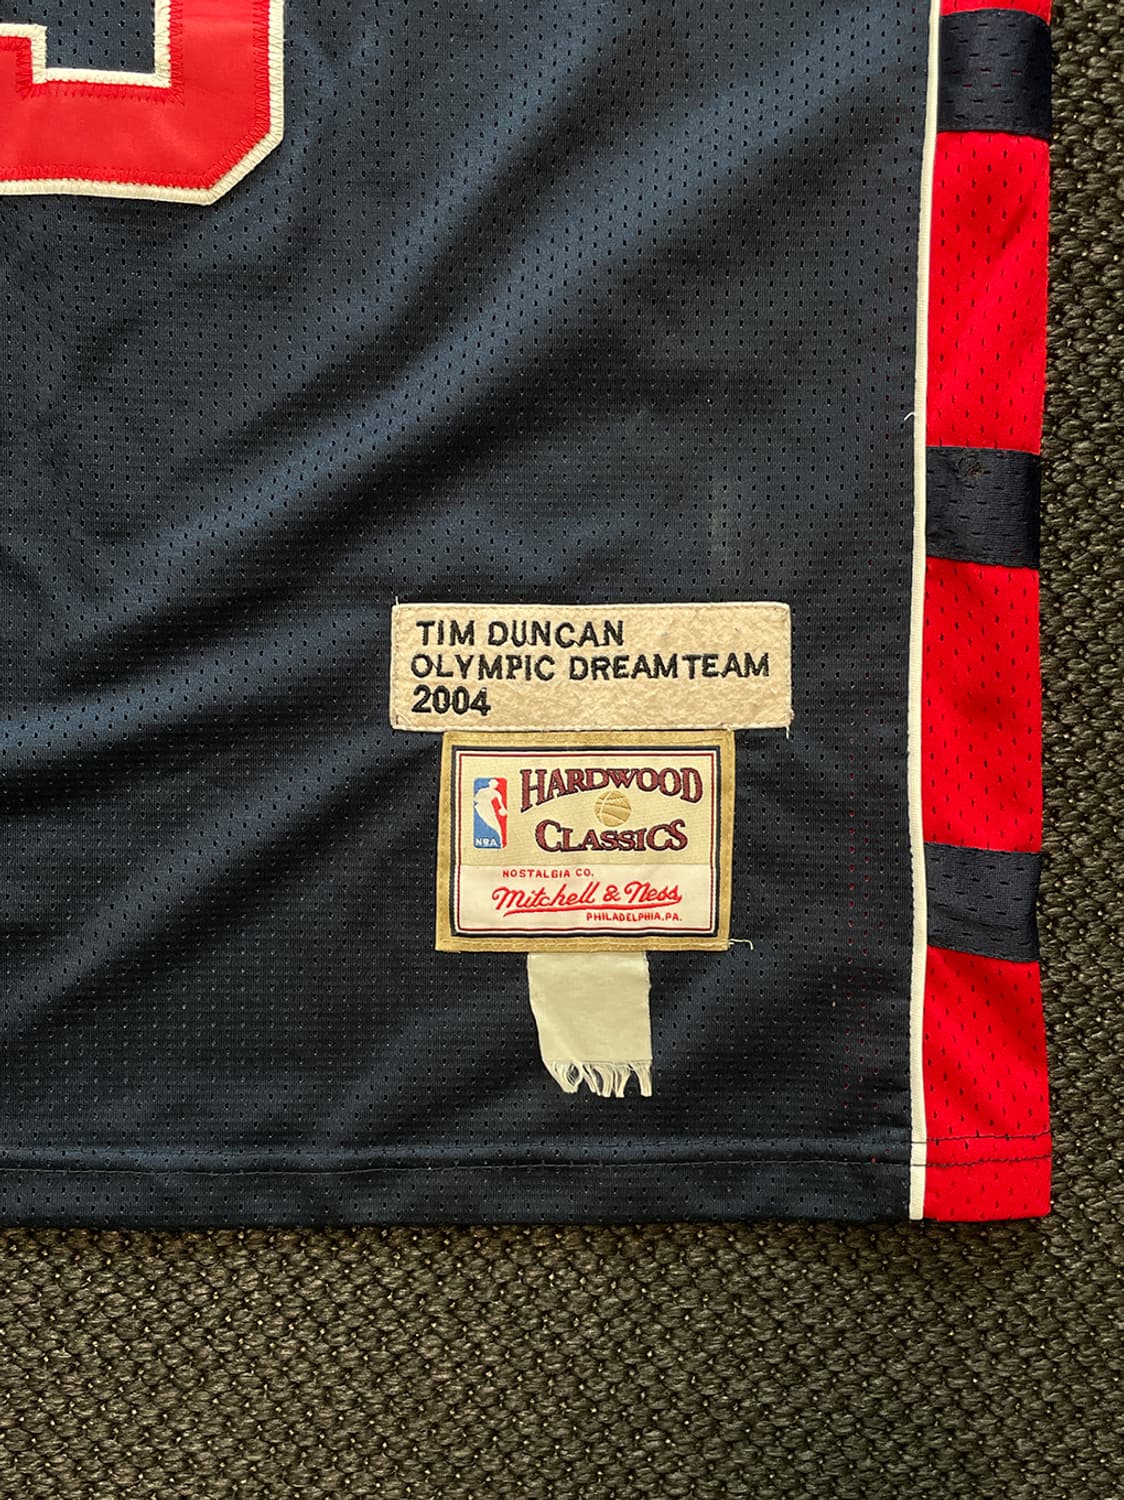 TIM DUNCAN
OLYMPIC DREAMTEAM
2004
HARDWOOD
CLASSICS
NBA
NOSTALGIA CO.
Mitchell & Ness
PHILADELPHIA, PA.